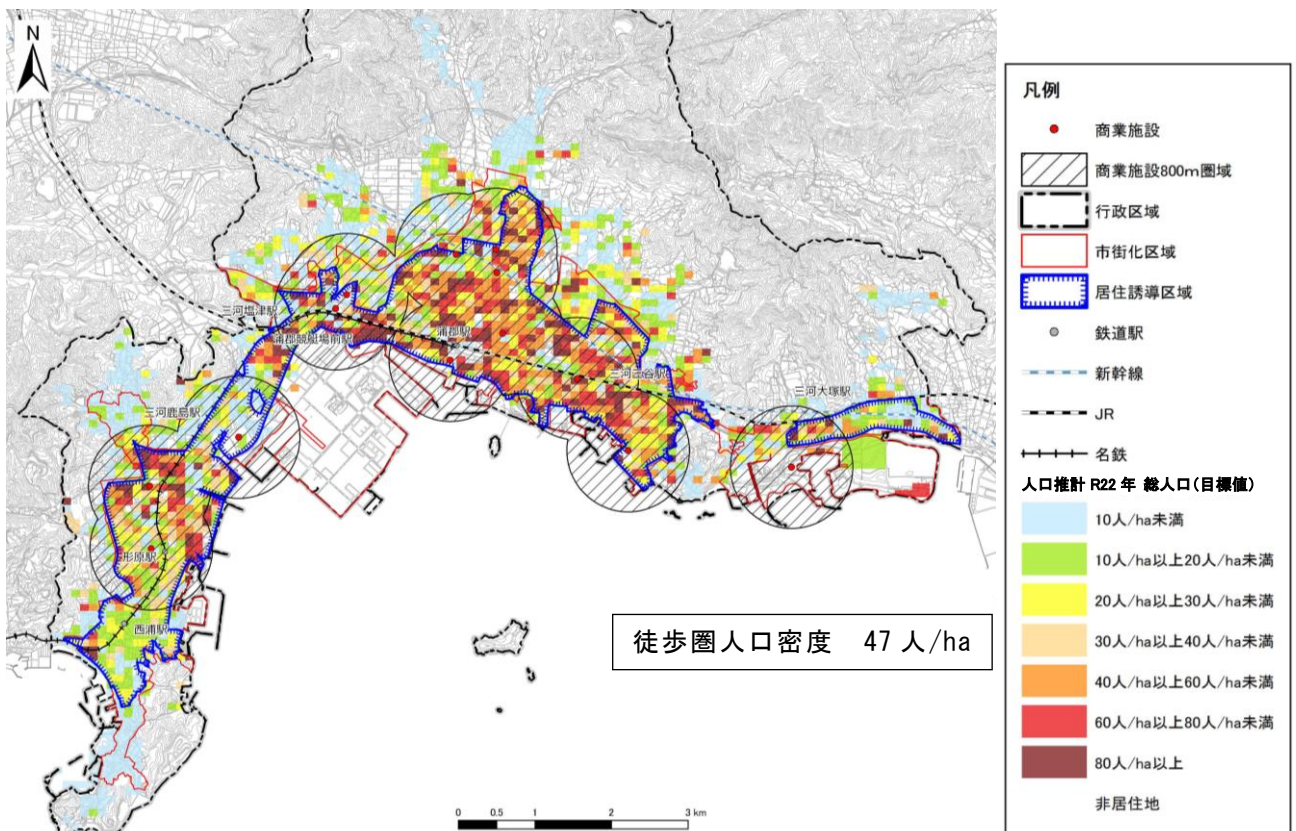 N
三河塩津駅
蒲郡競艇場前駅
蒲郡駅
三河三谷駅
三河大塚駅
三河鹿島駅
形原駅
西浦駅
徒歩圏人口密度 47 人/ha
0 0.5 1 2 3 km
凡例
商業施設
商業施設800m圏域
行政区域
市街化区域
居住誘導区域
鉄道駅
新幹線
JR
名鉄
人口推計 R22 年 総人口(目標値)
10人/ha未満
10人/ha以上20人/ha未満
20人/ha以上30人/ha未満
30人/ha以上40人/ha未満
40人/ha以上60人/ha未満
60人/ha以上80人/ha未満
80人/ha以上
非居住地